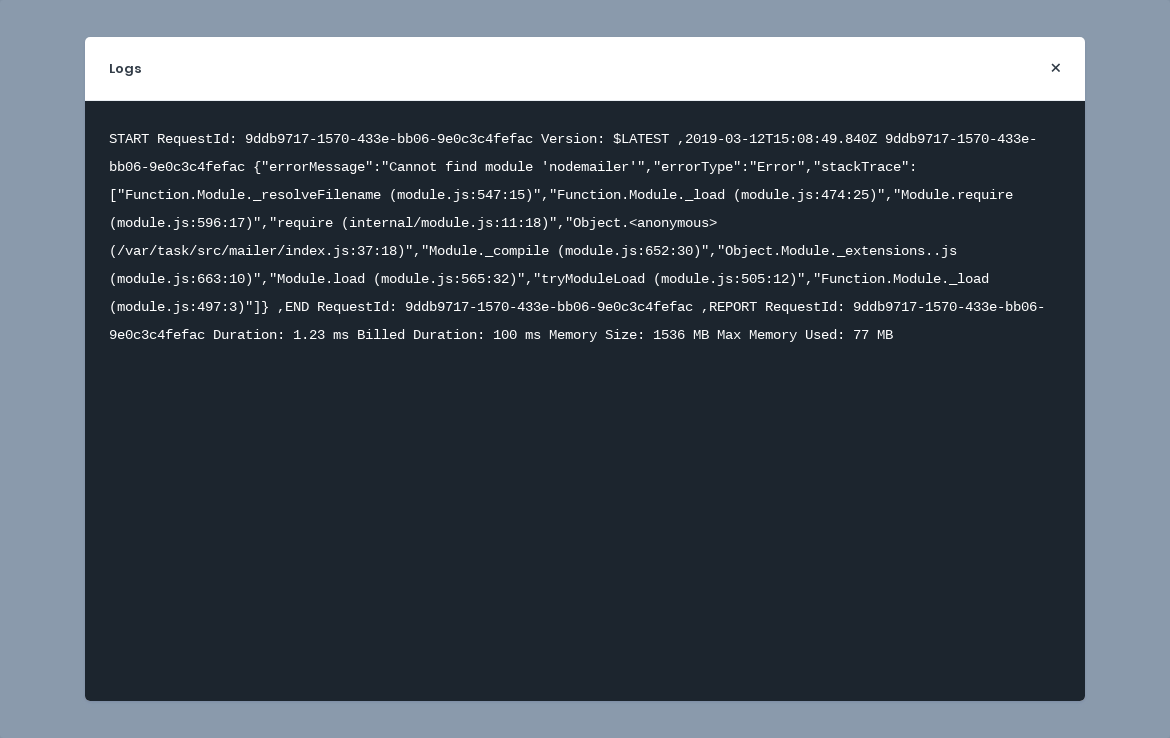 Logs
×
START RequestId: 9ddb9717-1570-433e-bb06-9e0c3c4fefac Version: $LATEST ,2019-03-12T15:08:49.840Z 9ddb9717-1570-433e-
bb06-9e0c3c4fefac {"errorMessage":"Cannot find module 'nodemailer'","errorType":"Error","stackTrace":
["Function.Module._resolveFilename (module.js:547:15)","Function.Module._load (module.js:474:25)","Module.require
(module.js:596:17)","require (internal/module.js:11:18)","Object.<anonymous>
(/var/task/src/mailer/index.js:37:18)","Module._compile (module.js:652:30)","Object.Module._extensions..js
(module.js:663:10)","Module.load (module.js:565:32)","tryModuleLoad (module.js:505:12)","Function.Module._load
(module.js:497:3)"]} ,END RequestId: 9ddb9717-1570-433e-bb06-9e0c3c4fefac ,REPORT RequestId: 9ddb9717-1570-433e-bb06-
9e0c3c4fefac Duration: 1.23 ms Billed Duration: 100 ms Memory Size: 1536 MB Max Memory Used: 77 MB